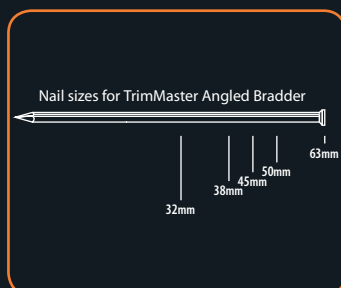 Nail sizes for TrimMaster Angled Bradder
63mm
50mm
45mm
38mm
32mm